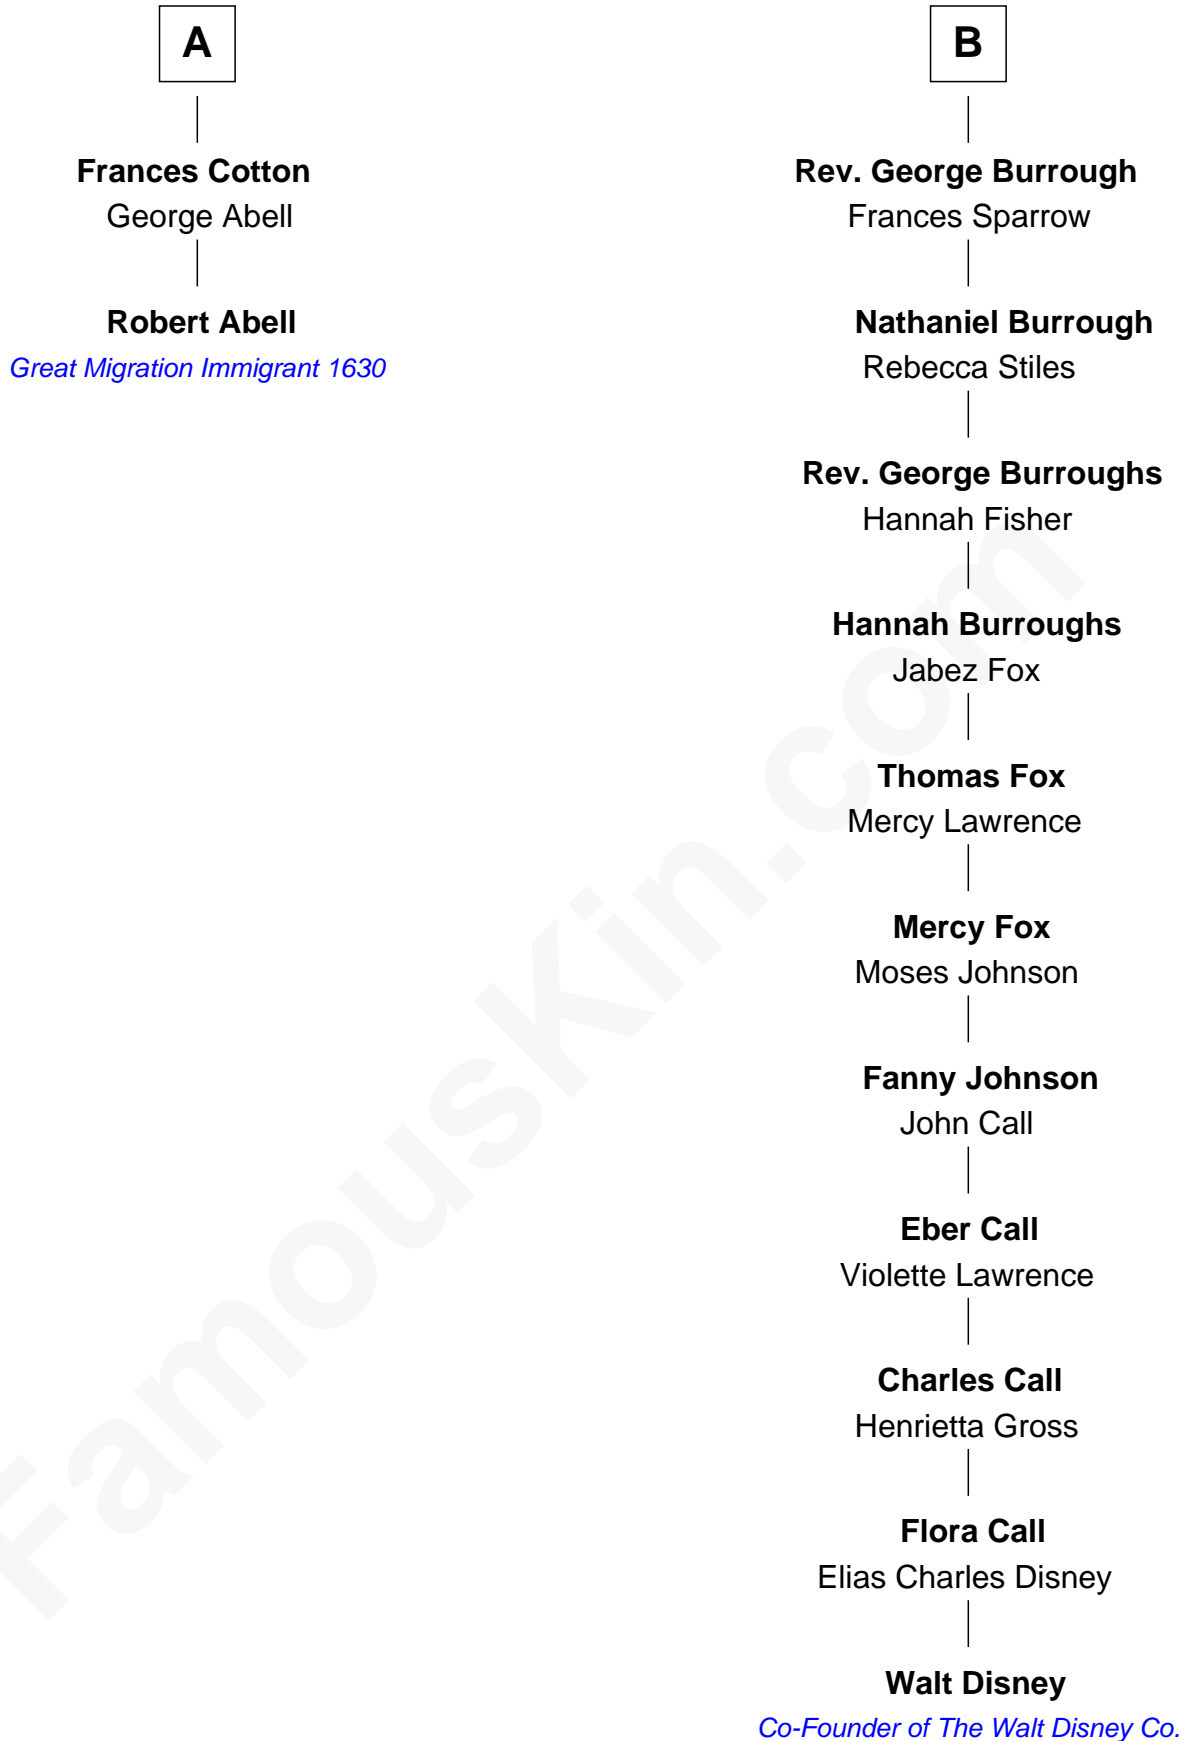 A
Frances Cotton
George Abell
Robert Abell
Great Migration Immigrant 1630
B
Rev. George Burrough
Frances Sparrow
Nathaniel Burrough
Rebecca Stiles
Rev. George Burroughs
Hannah Fisher
Hannah Burroughs
Jabez Fox
Thomas Fox
Mercy Lawrence
Mercy Fox
Moses Johnson
Fanny Johnson
John Call
Eber Call
Violette Lawrence
Charles Call
Henrietta Gross
Flora Call
Elias Charles Disney
Walt Disney
Co-Founder of The Walt Disney Co.
FamousKin.com